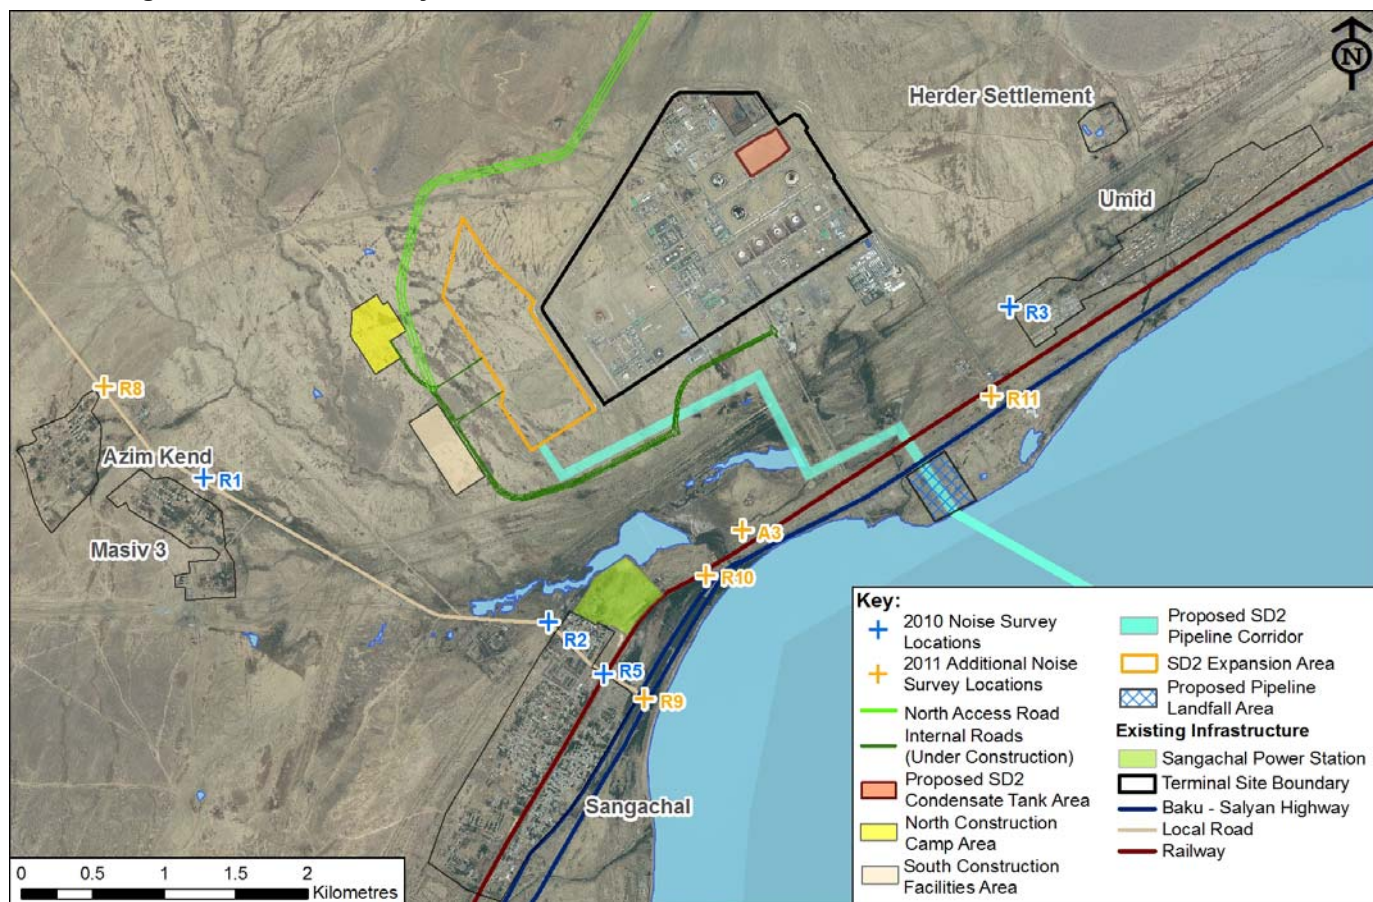 N
Herder Settlement
Umid
R3
R8
R11
Azim Kend
R1
Masiv 3
A3
R10
R2
R5
R9
Sangachal
0 0.5 1 2
Kilometres
Key:
2010 Noise Survey
Locations
2011 Additional Noise
Survey Locations
North Access Road
Internal Roads
(Under Construction)
Proposed SD2
Condensate Tank Area
North Construction
Camp Area
South Construction
Facilities Area
Proposed SD2
Pipeline Corridor
SD2 Expansion Area
Proposed Pipeline
Landfall Area
Existing Infrastructure
Sangachal Power Station
Terminal Site Boundary
Baku - Salyan Highway
Local Road
Railway